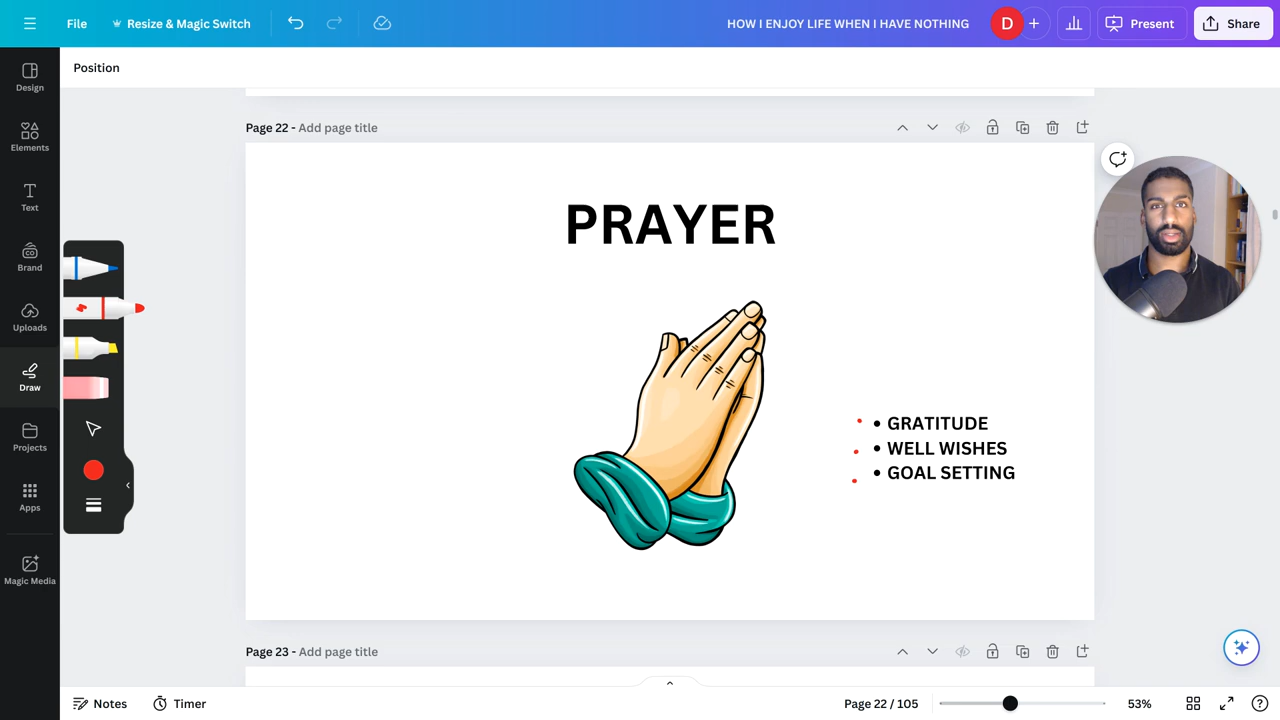 File
Resize & Magic Switch
HOW I ENJOY LIFE WHEN I HAVE NOTHING
D
Present
Share
Position
Design
Elements
Text
Brand
Uploads
Draw
Projects
Apps
Magic Media
Page 22 - Add page title
PRAYER
• GRATITUDE
• WELL WISHES
• GOAL SETTING
Page 23 - Add page title
Notes
Timer
Page 22 / 105
53%